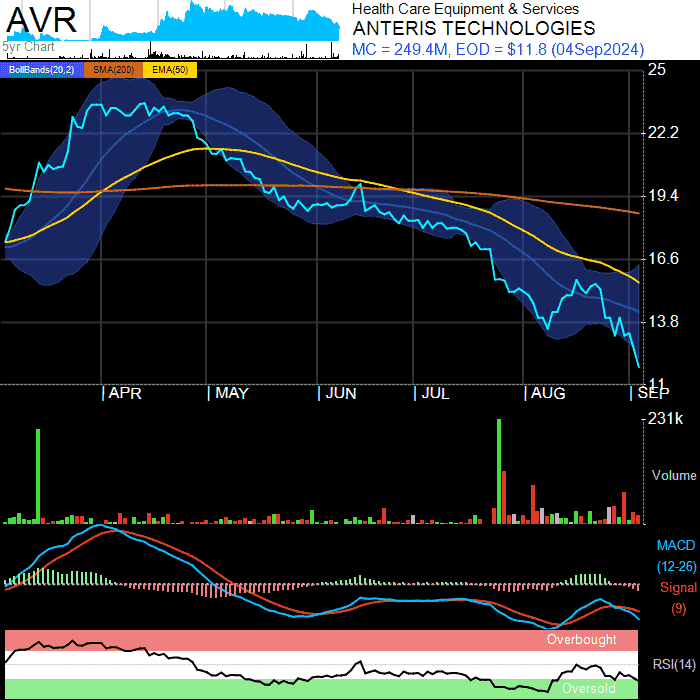 AVR
5yr Chart
Health Care Equipment & Services
ANTERIS TECHNOLOGIES
MC = 249.4M, EOD = $11.8 (04Sep2024)
BollBands(20,2) SMA(200) EMA(50)
25
22.2
19.4
16.6
13.8
11
APR MAY JUN JUL AUG SEP
231k
Volume
MACD
(12-26)
Signal
(9)
Overbought
RSI(14)
Oversold